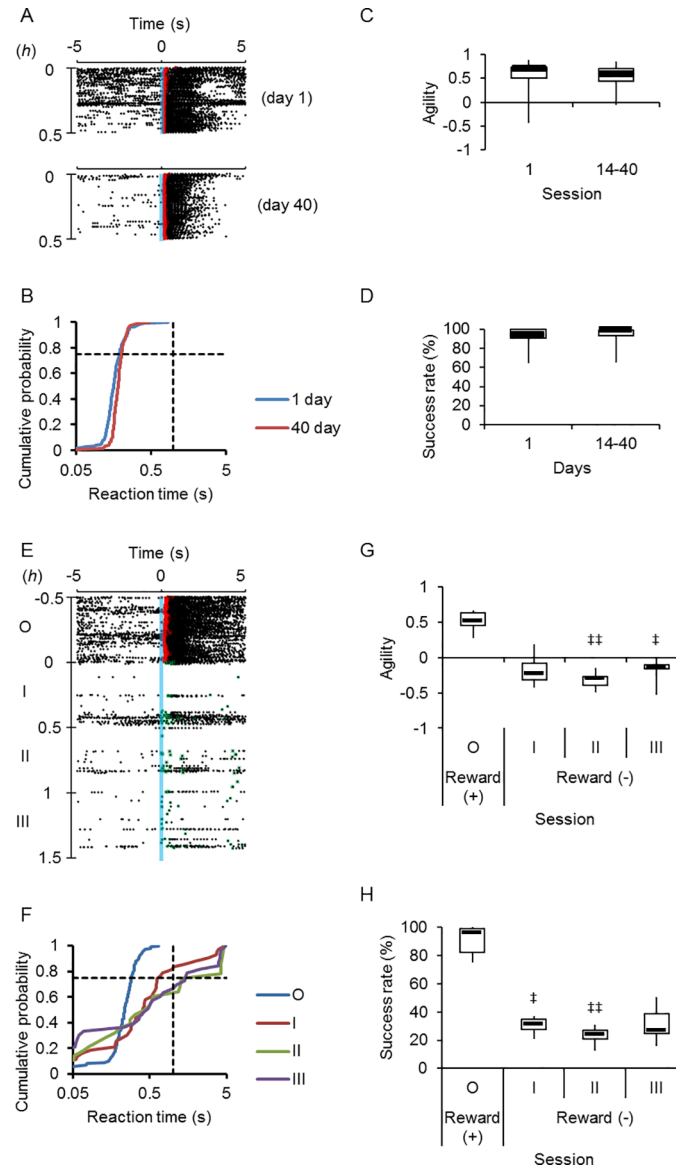 A
Time (s)
-5 0 5
(h)
0
(day 1)
0.5
0
(day 40)
0.5
C
Agility
1
0.5
0
-0.5
-1
1 14-40
Session
B
Cumulative probability
1
0.8
0.6
0.4
0.2
0
0.05 0.5 5
Reaction time (s)
1 day
40 day
D
Success rate (%)
100
80
60
40
20
0
1 14-40
Days
E
Time (s)
-5 0 5
(h)
-0.5
O
0
I
0.5
II
1
III
1.5
G
Agility
1
0.5
0
-0.5
-1
‡‡ ‡
O I II III
Reward (+) Reward (-)
Session
F
Cumulative probability
1
0.8
0.6
0.4
0.2
0
0.05 0.5 5
Reaction time (s)
O
I
II
III
H
Success rate (%)
100
80
60
40
20
0
‡ ‡‡
O I II III
Reward (+) Reward (-)
Session